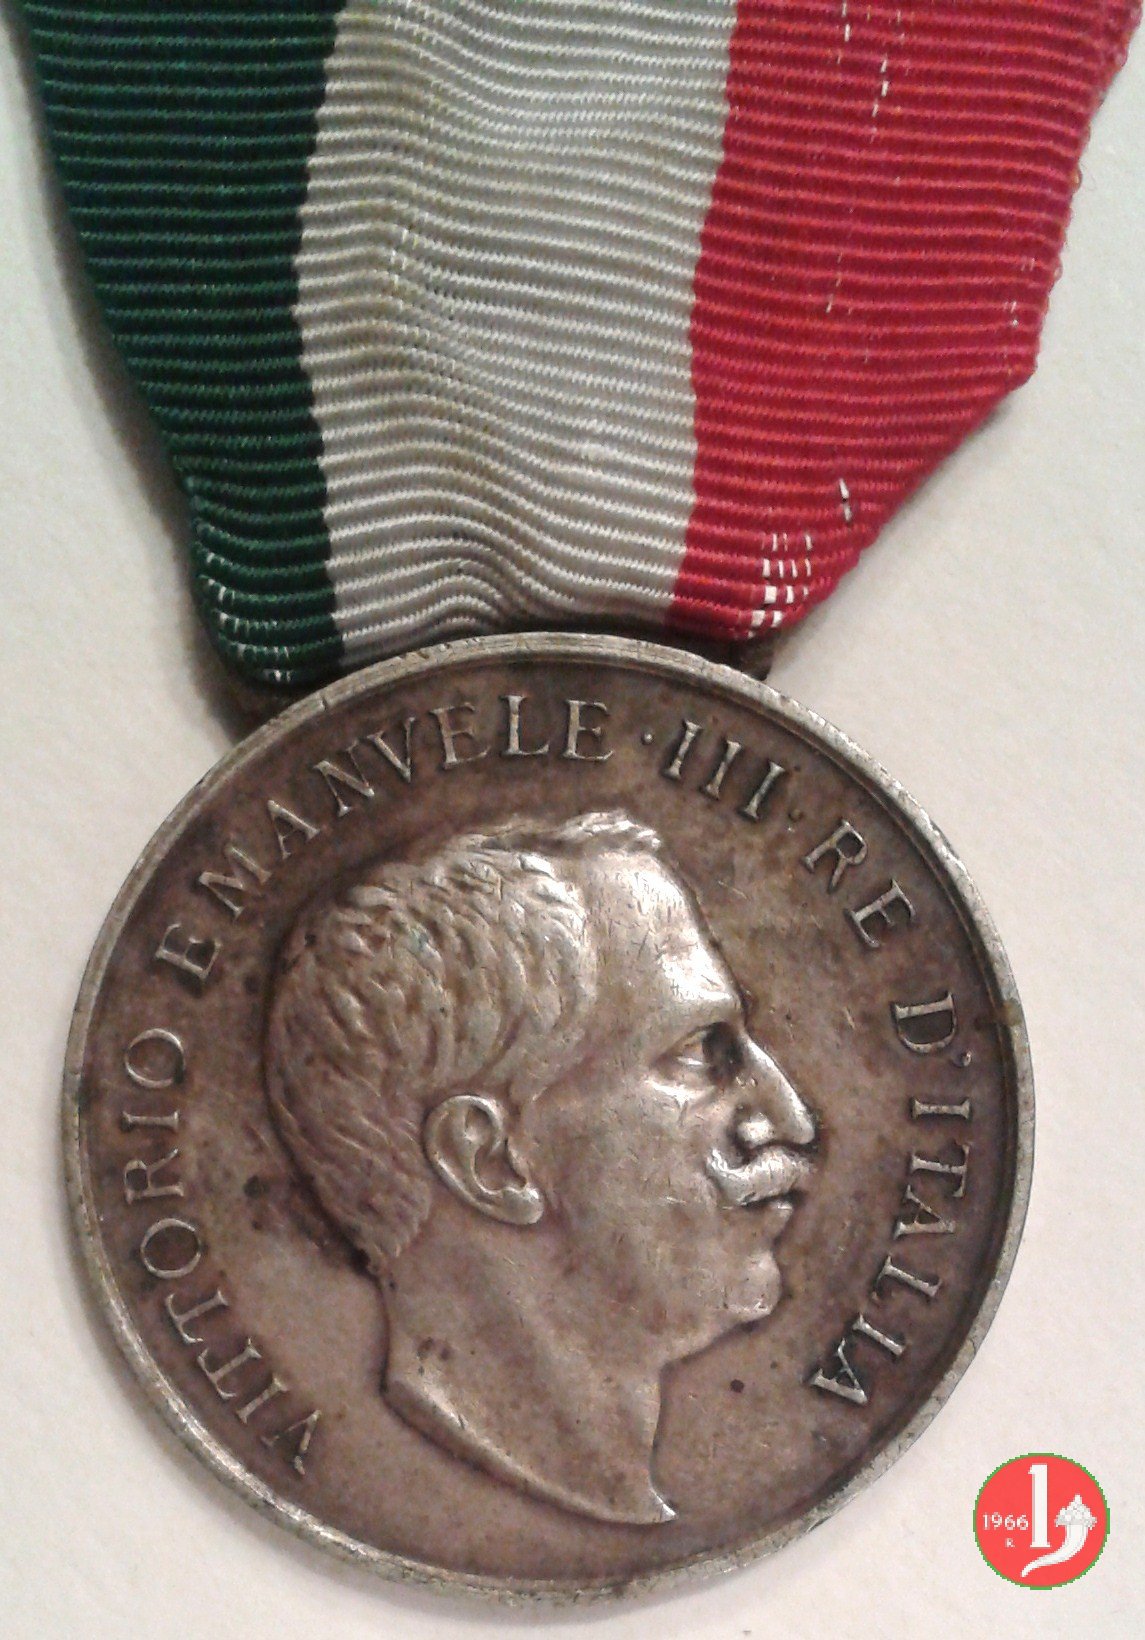 VITTORIO EMANVELE · III · RE D'ITALIA
1966
R